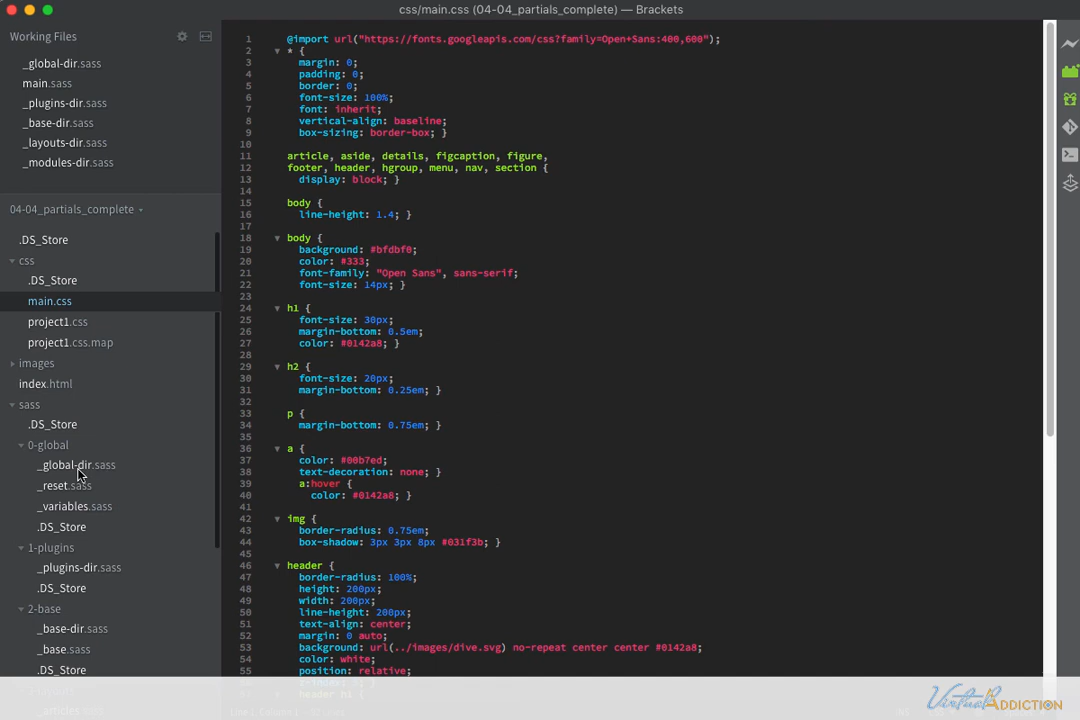 css/main.css (04-04_partials_complete) — Brackets
Working Files
_global-dir.sass
main.sass
_plugins-dir.sass
_base-dir.sass
_layouts-dir.sass
_modules-dir.sass
04-04_partials_complete
.DS_Store
css
.DS_Store
main.css
project1.css
project1.css.map
images
index.html
sass
.DS_Store
0-global
_global-dir.sass
_reset.sass
_variables.sass
.DS_Store
1-plugins
_plugins-dir.sass
.DS_Store
2-base
_base-dir.sass
_base.sass
.DS_Store
1 @import url("https://fonts.googleapis.com/css?family=Open+Sans:400,600");
2 * {
3 margin: 0;
4 padding: 0;
5 border: 0;
6 font-size: 100%;
7 font: inherit;
8 vertical-align: baseline;
9 box-sizing: border-box; }
10
11 article, aside, details, figcaption, figure,
12 footer, header, hgroup, menu, nav, section {
13 display: block; }
14
15 body {
16 line-height: 1.4; }
17
18 body {
19 background: #bfdbf0;
20 color: #333;
21 font-family: "Open Sans", sans-serif;
22 font-size: 14px; }
23
24 h1 {
25 font-size: 30px;
26 margin-bottom: 0.5em;
27 color: #0142a8; }
28
29 h2 {
30 font-size: 20px;
31 margin-bottom: 0.25em; }
32
33 p {
34 margin-bottom: 0.75em; }
35
36 a {
37 color: #00b7ed;
38 text-decoration: none; }
39 a:hover {
40 color: #0142a8; }
41
42 img {
43 border-radius: 0.75em;
44 box-shadow: 3px 3px 8px #031f3b; }
45
46 header {
47 border-radius: 100%;
48 height: 200px;
49 width: 200px;
50 line-height: 200px;
51 text-align: center;
52 margin: 0 auto;
53 background: url(../images/dive.svg) no-repeat center center #0142a8;
54 color: white;
55 position: relative;
header h1 {
Virtual ADDICTION